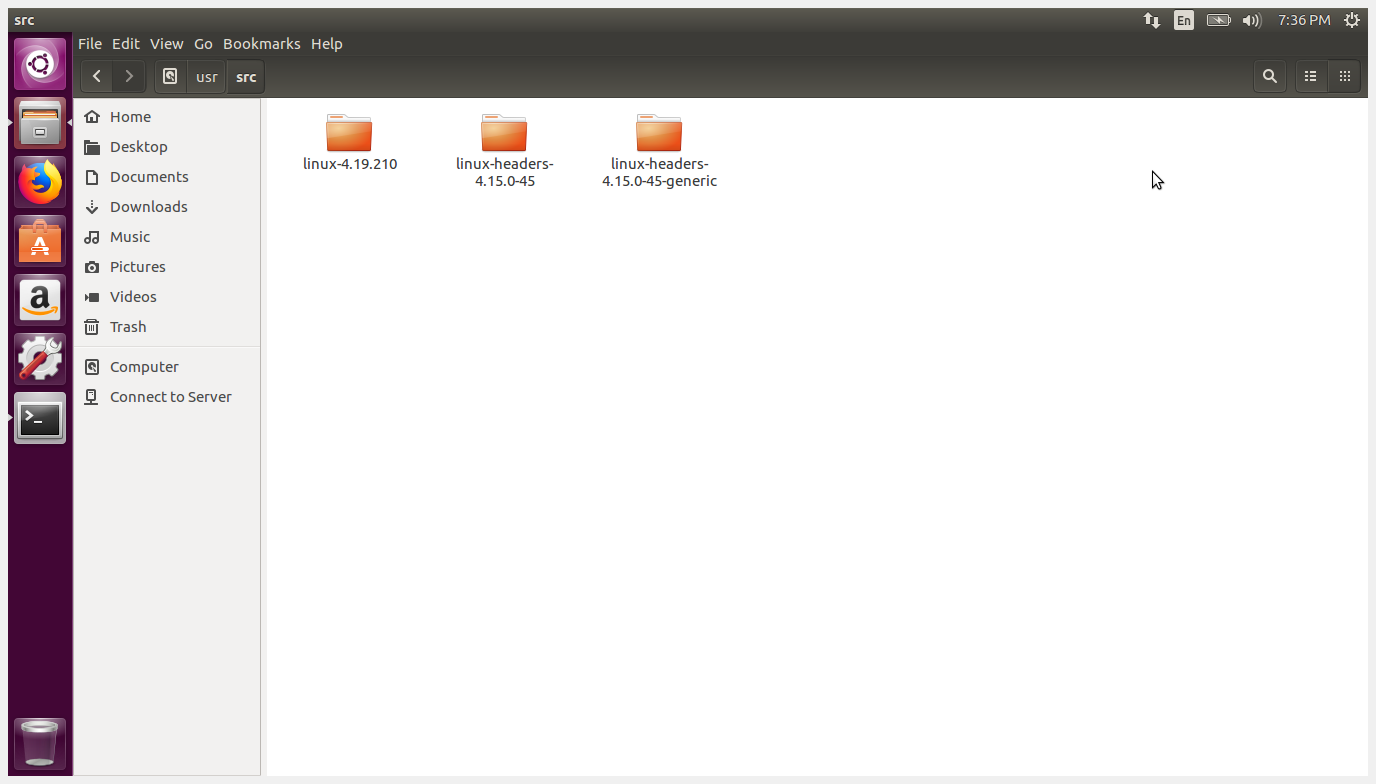 src
En
7:36 PM
File Edit View Go Bookmarks Help
usr src
Home
Desktop
Documents
Downloads
Music
Pictures
Videos
Trash
Computer
Connect to Server
linux-4.19.210
linux-headers-
4.15.0-45
linux-headers-
4.15.0-45-generic